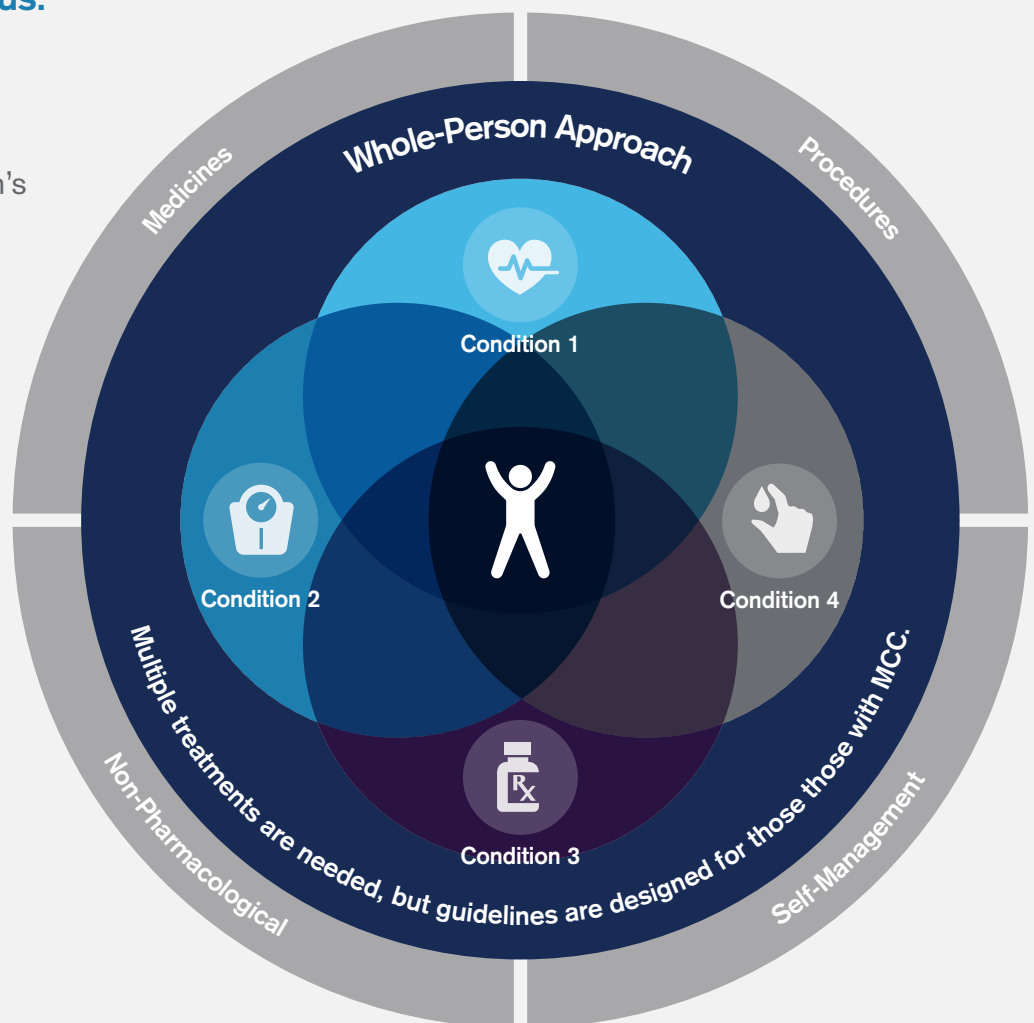 us.
n's
Whole-Person Approach
Medicines
Procedures
Condition 1
Condition 2
Condition 4
Rx
Condition 3
Multiple treatments are needed, but guidelines are designed for those those with MCC.
Non-Pharmacological
Self-Management